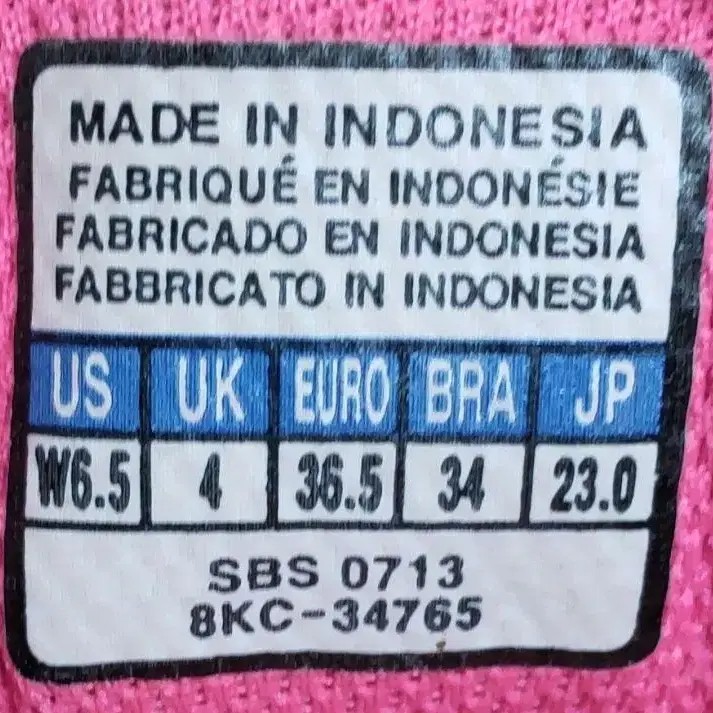 MADE IN INDONESIA
FABRIQUÉ EN INDONÉSIE
FABRICADO EN INDONESIA
FABBRICATO IN INDONESIA
US UK EURO BRA JP
W6.5 4 36.5 34 23.0
SBS 0713
8KC-34765